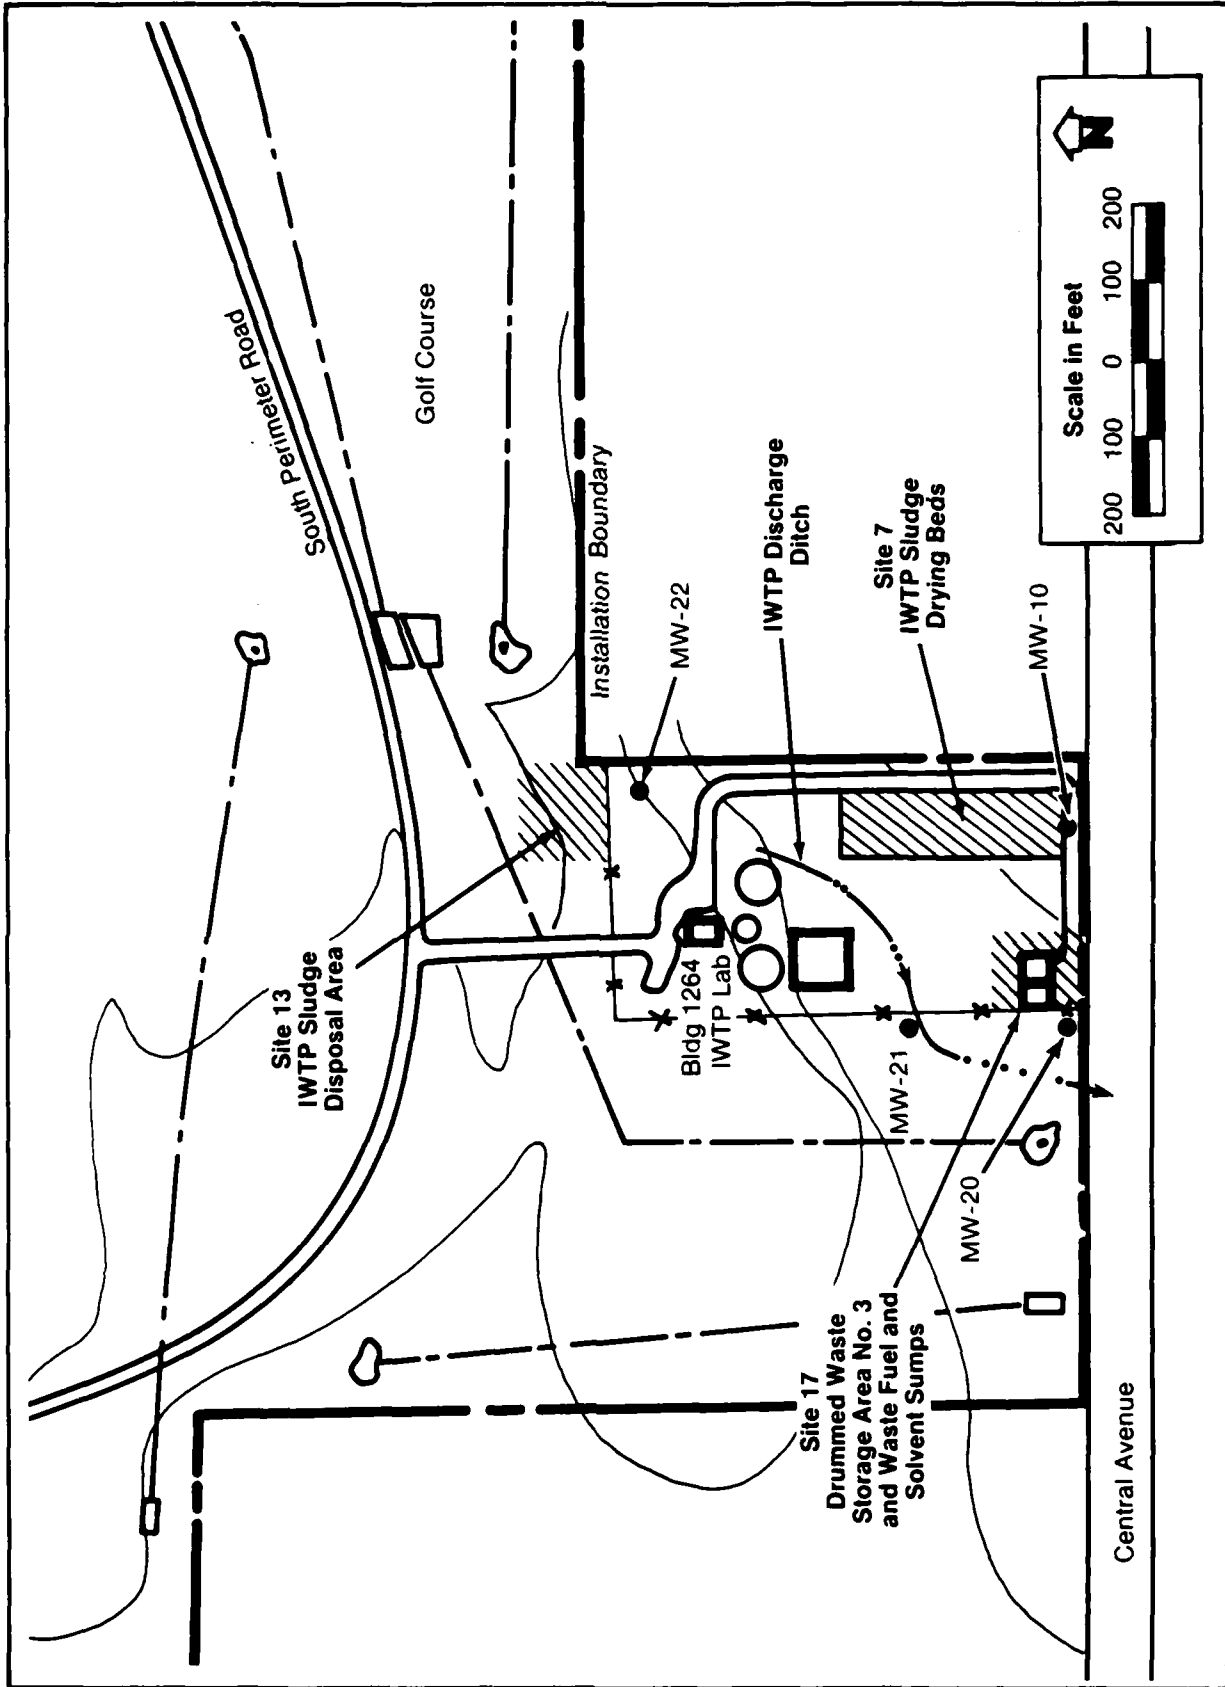 South Perimeter Road
Golf Course
Installation Boundary
Site 13
IWTP Sludge
Disposal Area
MW-22
IWTP Discharge
Ditch
Site 7
IWTP Sludge
Drying Beds
MW-10
Bldg 1264
IWTP Lab
MW-21
MW-20
Site 17
Drummed Waste
Storage Area No. 3
and Waste Fuel and
Solvent Sumps
Central Avenue
Scale in Feet
200 100 0 100 200
N